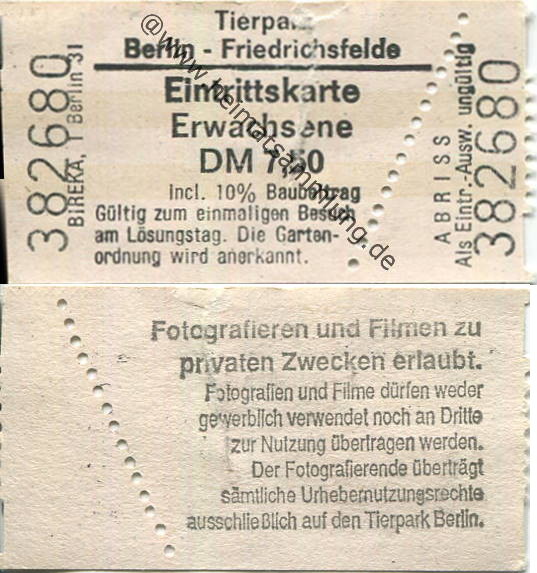 Tierpark
Berlin - Friedrichsfelde
Eintrittskarte
Erwachsene
DM 7,50
incl. 10% Baubeitrag
Gültig zum einmaligen Besuch
am Lösungstag. Die Garten-
ordnung wird anerkannt.
382680
BIREKA, 1 Berlin 31
ABRISS
Als Eintr.-Ausw. ungültig
382680
@www.heimatsammlung.de
Fotografieren und Filmen zu
privaten Zwecken erlaubt.
Fotografien und Filme dürfen weder
gewerblich verwendet noch an Dritte
zur Nutzung übertragen werden.
Der Fotografierende überträgt
sämtliche Urhebernutzungsrechte
ausschließlich auf den Tierpark Berlin.